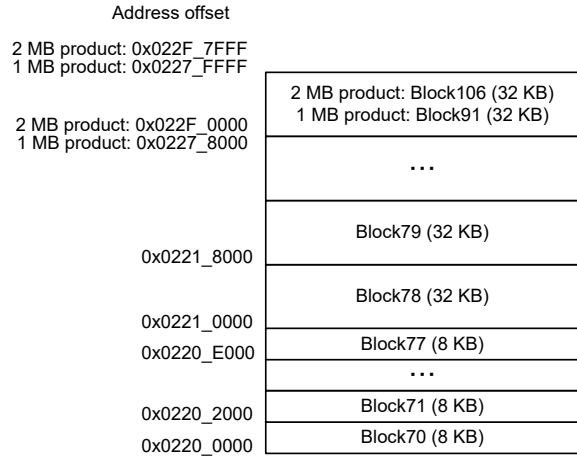 Address offset
2 MB product: 0x022F_7FFF
1 MB product: 0x0227_FFFF
2 MB product: Block106 (32 KB)
1 MB product: Block91 (32 KB)
2 MB product: 0x022F_0000
1 MB product: 0x0227_8000
...
Block79 (32 KB)
0x0221_8000
Block78 (32 KB)
0x0221_0000
Block77 (8 KB)
0x0220_E000
...
Block71 (8 KB)
0x0220_2000
Block70 (8 KB)
0x0220_0000